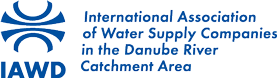 International Association
of Water Supply Companies
in the Danube River
Catchment Area
IAWD